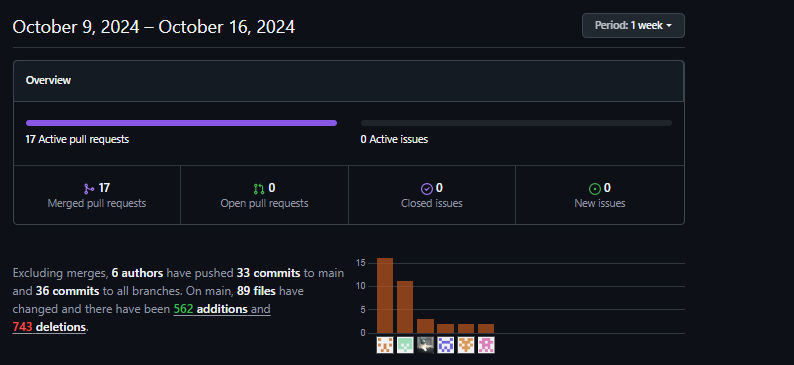 October 9, 2024 – October 16, 2024
Period: 1 week
Overview
17 Active pull requests
0 Active issues
17
Merged pull requests
0
Open pull requests
0
Closed issues
0
New issues
Excluding merges, 6 authors have pushed 33 commits to main
and 36 commits to all branches. On main, 89 files have
changed and there have been 562 additions and
743 deletions.
15
10
5
0